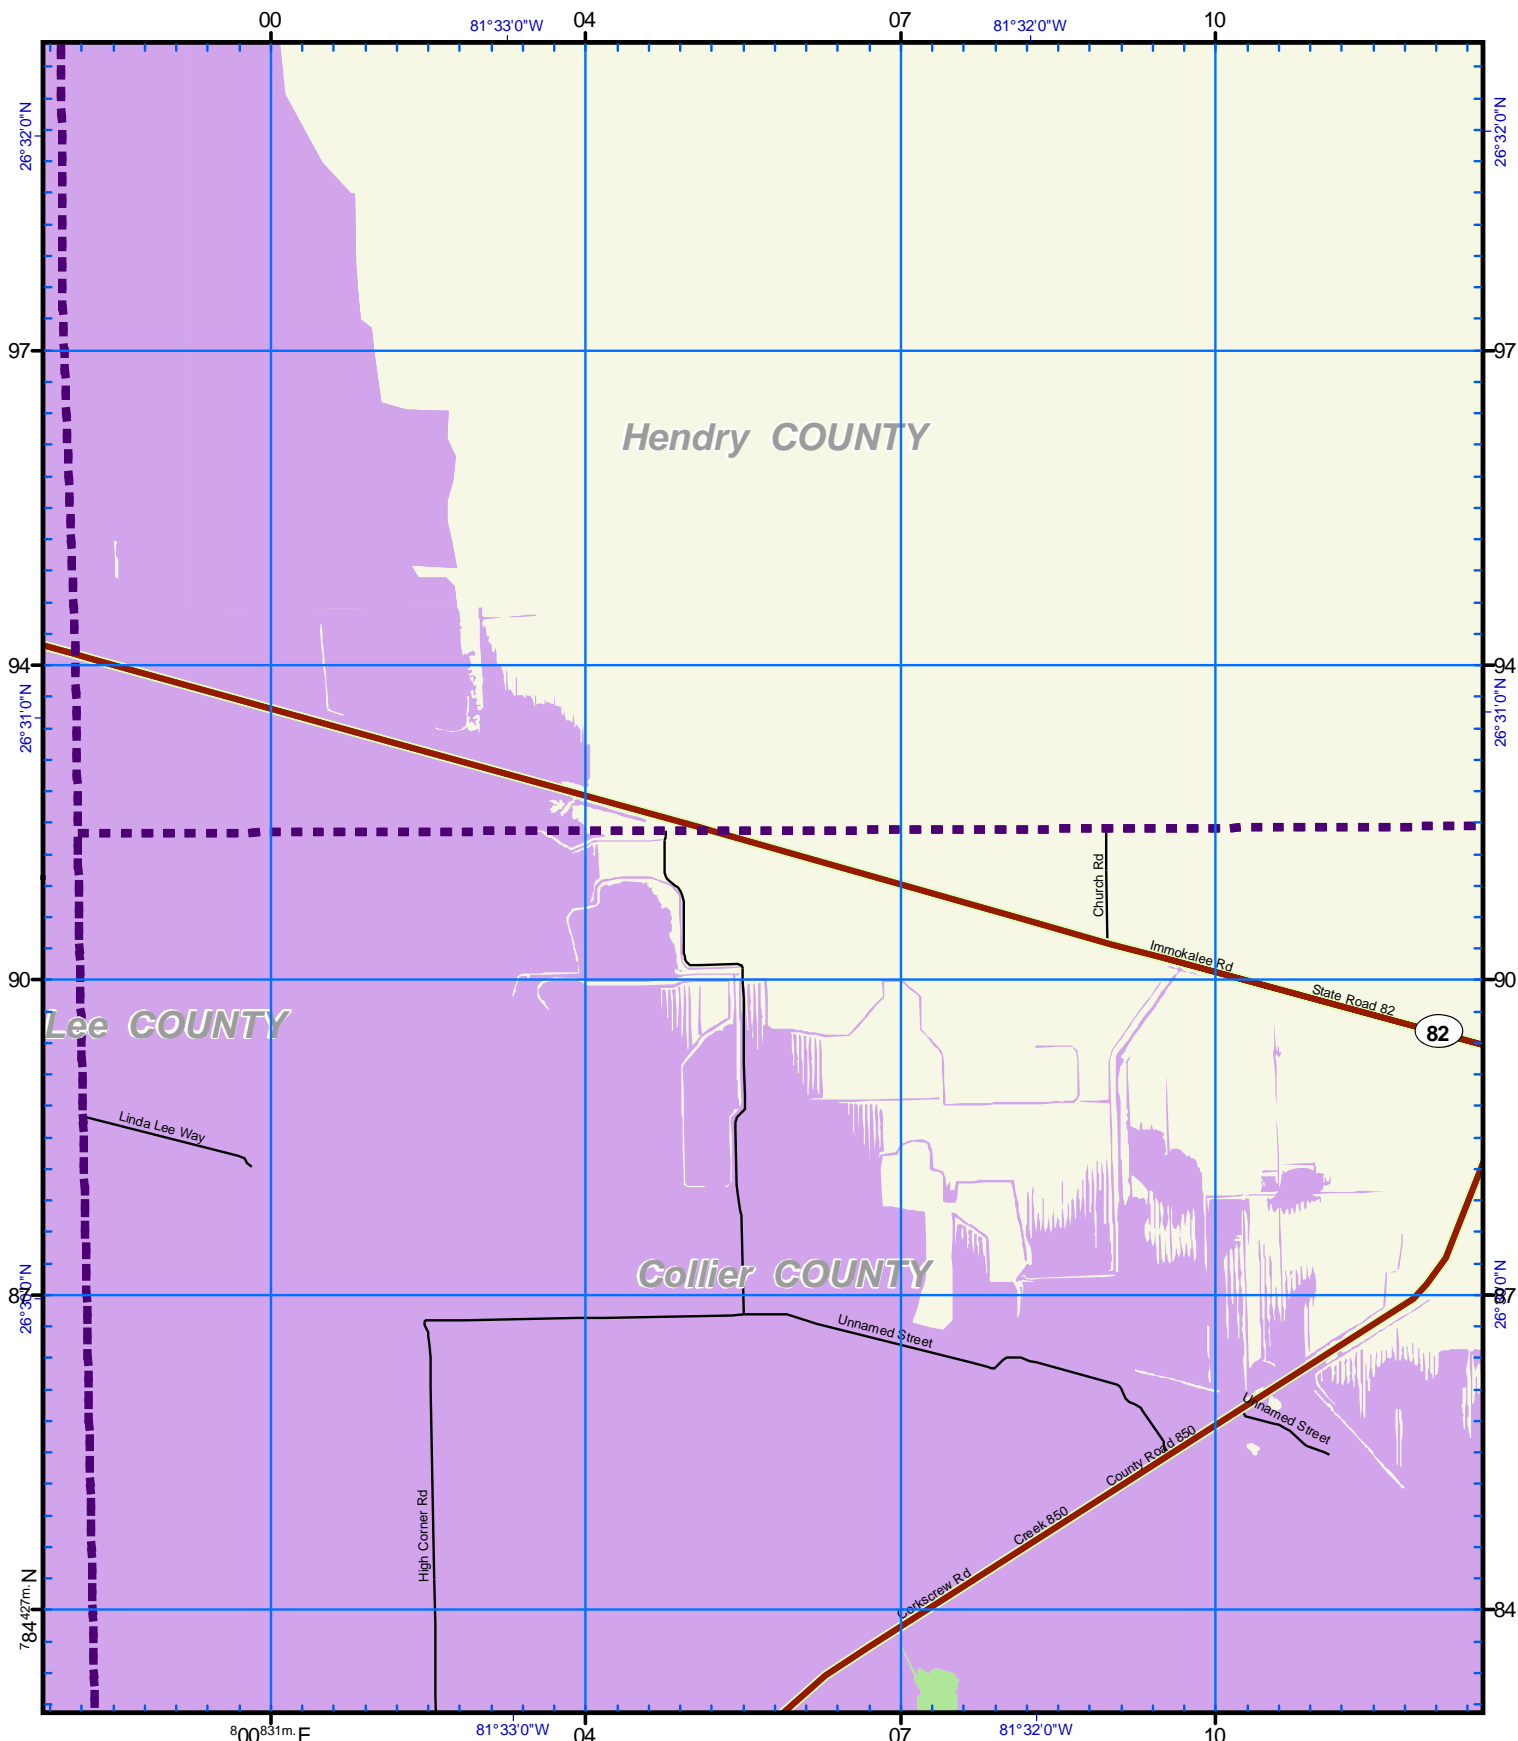 00
04
07
10
81°33'0"W
81°32'0"W
26°32'0"N
26°32'0"N
97
97
Hendry COUNTY
94
94
26°31'0"N
26°31'0"N
Church Rd
Immokalee Rd
90
90
State Road 82
82
Lee COUNTY
Linda Lee Way
Collier COUNTY
87
87
26°30'0"N
26°30'0"N
Unnamed Street
Unnamed Street
County Road 850
High Corner Rd
Creek 850
Corkscrew Rd
784427m. N
84
800831m. E
81°33'0"W
04
07
81°32'0"W
10